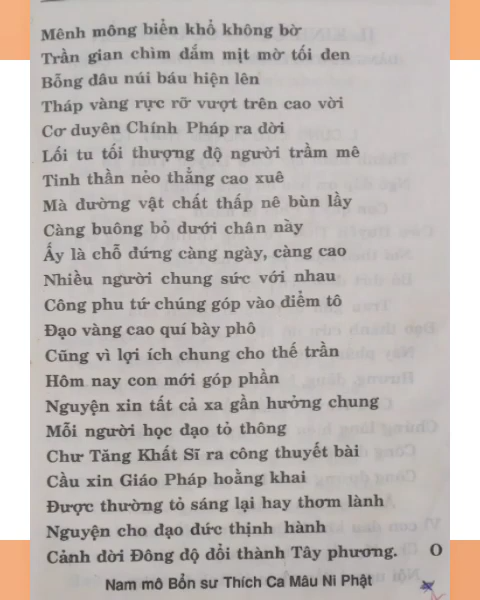 Mênh mông biển khổ không bờ
Trần gian chìm đắm mịt mờ tối đen
Bỗng đâu núi báu hiện lên
Tháp vàng rực rỡ vượt trên cao vời
Cơ duyên Chính Pháp ra đời
Lối tu tối thượng độ người trầm mê
Tinh thần nẻo thẳng cao xuê
Mà đường vật chất thấp nê bùn lầy
Càng buông bỏ dưới chân này
Ấy là chỗ đứng càng ngày, càng cao
Nhiều người chung sức với nhau
Công phu tứ chúng góp vào điểm tô
Đạo vàng cao quí bày phô
Cũng vì lợi ích chung cho thế trần
Hôm nay con mới góp phần
Nguyện xin tất cả xa gần hưởng chung
Mỗi người học đạo tỏ thông
Chư Tăng Khất Sĩ ra công thuyết bài
Cầu xin Giáo Pháp hoằng khai
Được thường tỏ sáng lại hay thơm lành
Nguyện cho đạo đức thịnh hành
Cảnh đời Đông độ đổi thành Tây phương. O
Nam mô Bổn sư Thích Ca Mâu Ni Phật